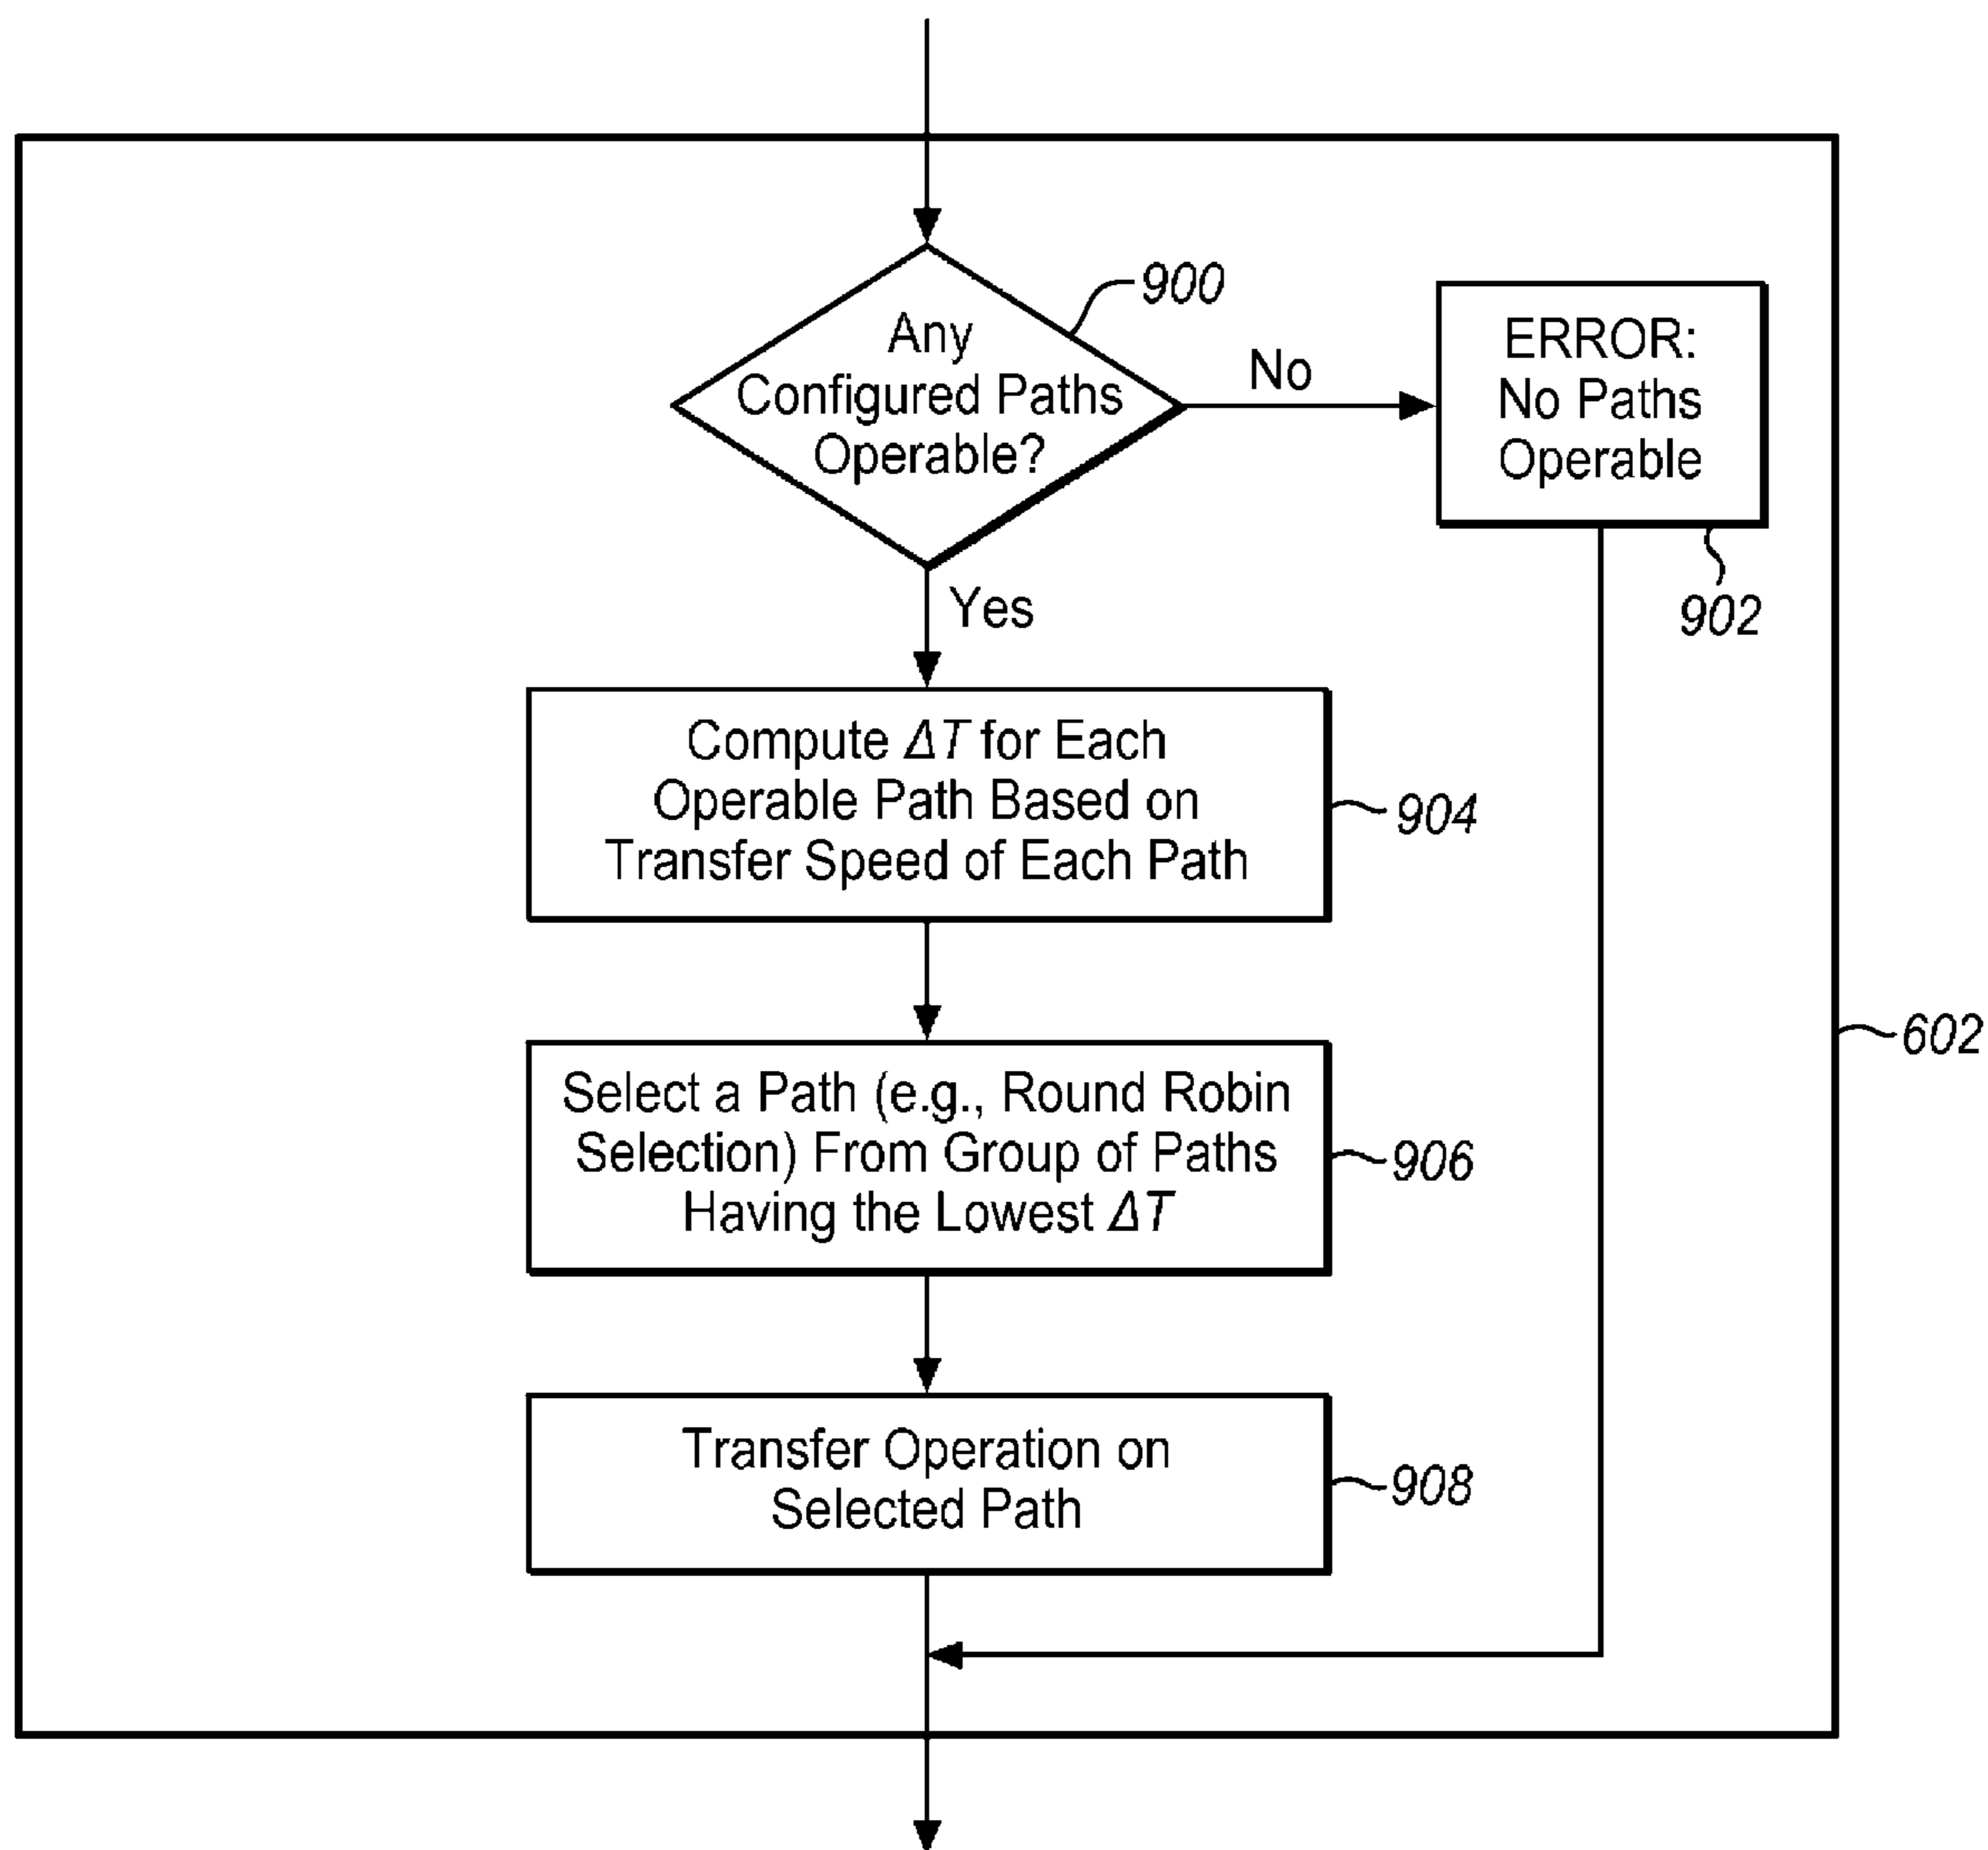 Any
Configured Paths
Operable?
900
No
ERROR:
No Paths
Operable
902
Yes
Compute ΔT for Each
Operable Path Based on
Transfer Speed of Each Path
904
602
Select a Path (e.g., Round Robin
Selection) From Group of Paths
Having the Lowest ΔT
906
Transfer Operation on
Selected Path
908